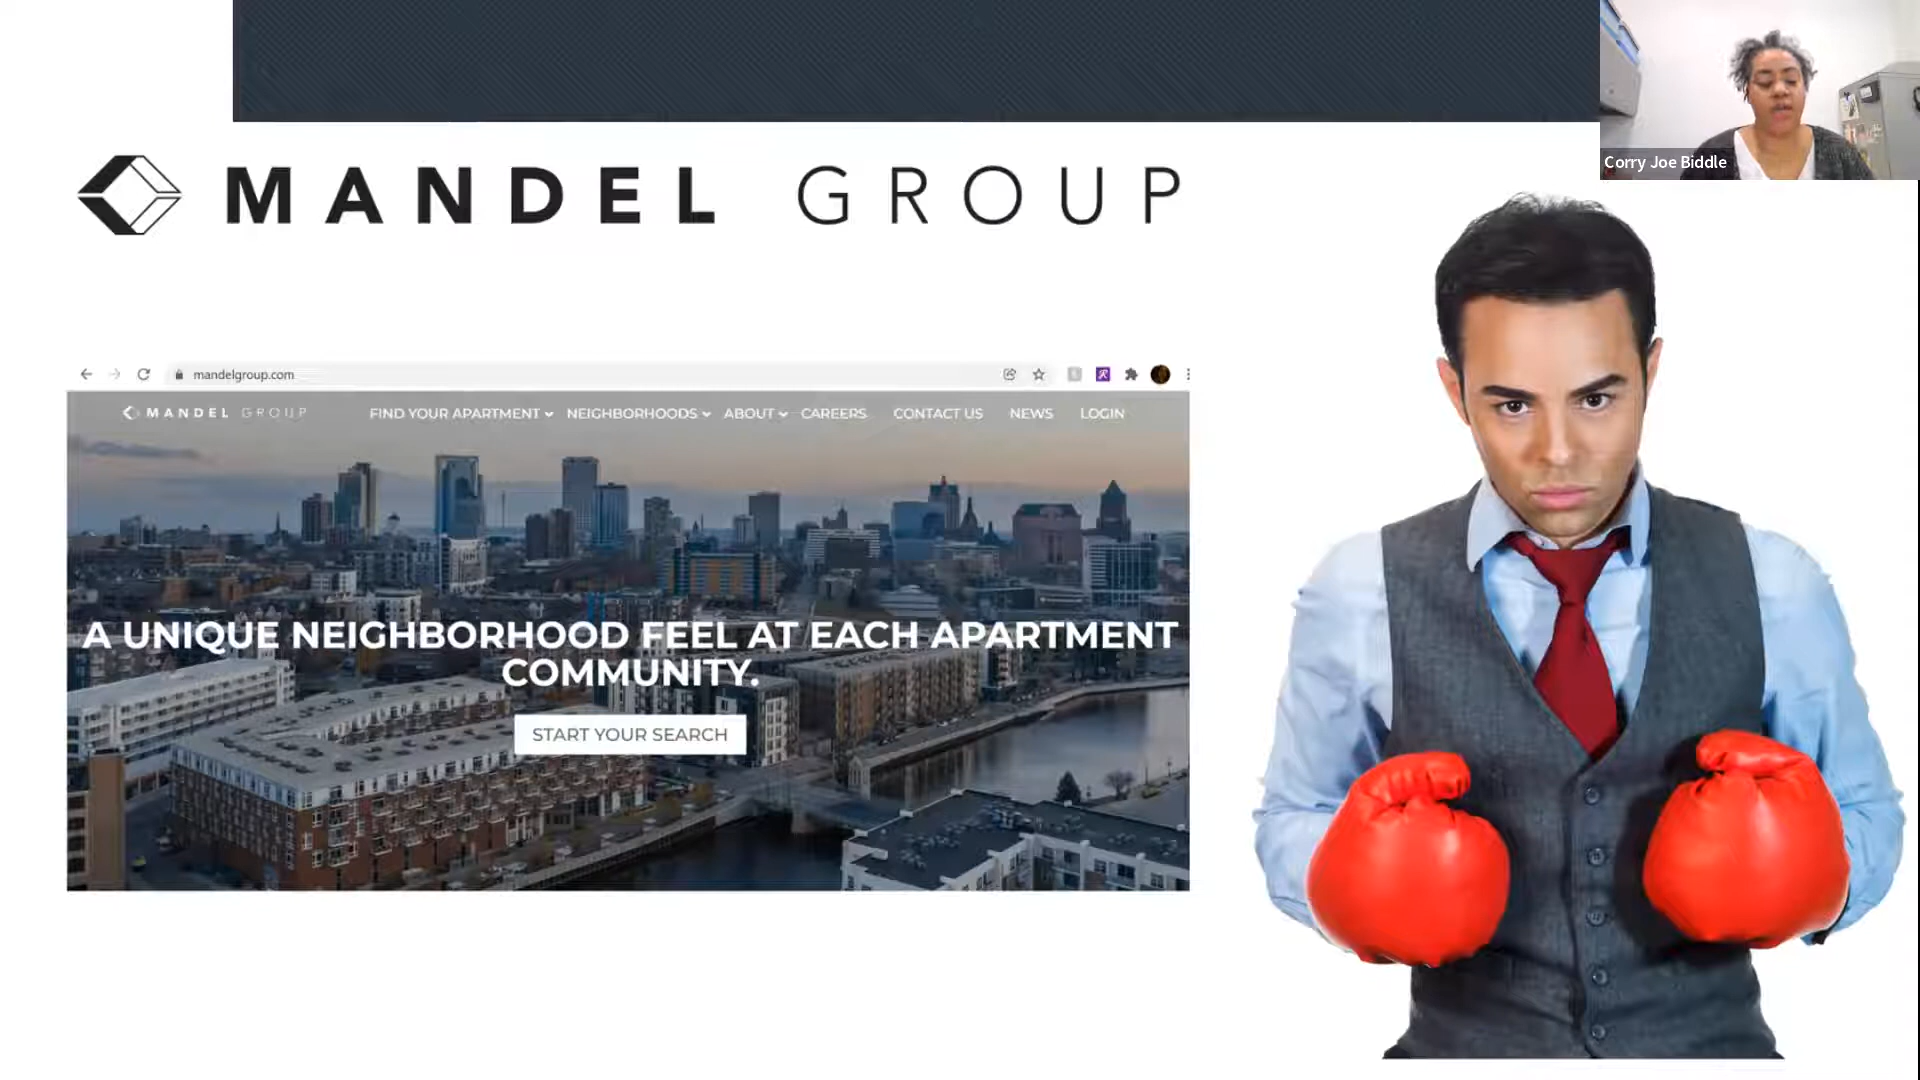 Corry Joe Biddle
MANDEL GROUP
mandelgroup.com
MANDEL GROUP FIND YOUR APARTMENT NEIGHBORHOODS ABOUT CAREERS CONTACT US NEWS LOGIN
A UNIQUE NEIGHBORHOOD FEEL AT EACH APARTMENT
COMMUNITY.
START YOUR SEARCH